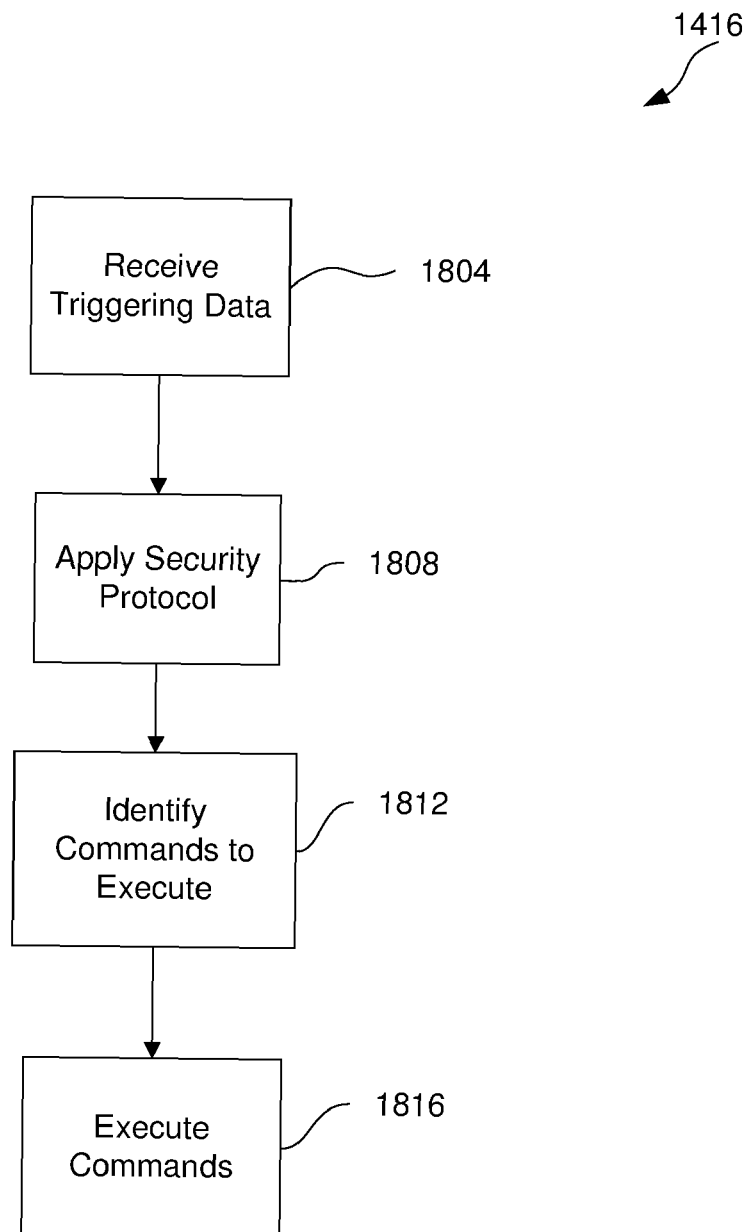 1416
Receive
Triggering Data
1804
Apply Security
Protocol
1808
Identify
Commands to
Execute
1812
Execute
Commands
1816